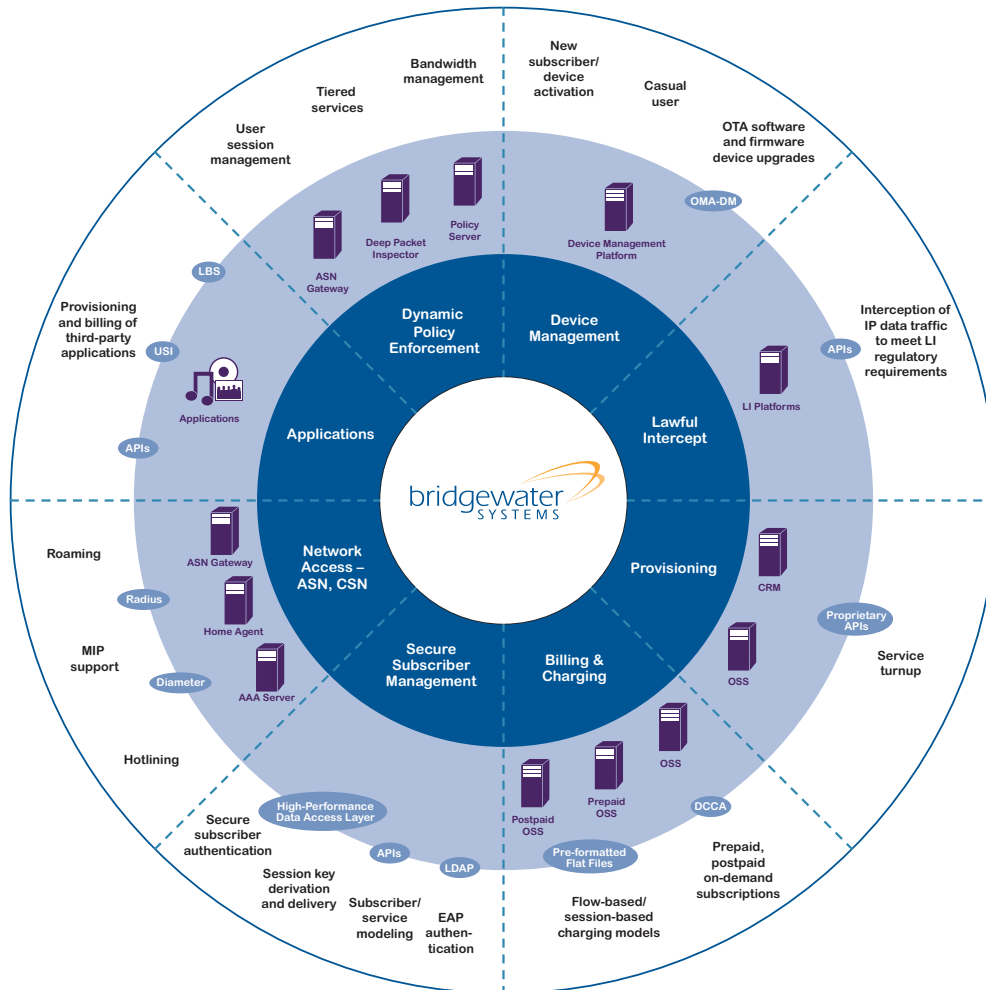 New
subscriber/
device
activation
Casual
user
OTA software
and firmware
device upgrades
OMA-DM
Device Management
Platform
Device
Management
Interception of
IP data traffic
to meet LI
regulatory
requirements
APIs
LI Platforms
Lawful
Intercept
Provisioning
CRM
OSS
Proprietary
APIs
Service
turnup
Billing &
Charging
OSS
Prepaid
OSS
Postpaid
OSS
DCCA
Pre-formatted
Flat Files
Prepaid,
postpaid
on-demand
subscriptions
Flow-based/
session-based
charging models
Secure
Subscriber
Management
High-Performance
Data Access Layer
APIs
LDAP
Secure
subscriber
authentication
Session key
derivation
and delivery
Subscriber/
service
modeling
EAP
authen-
tication
Network
Access –
ASN, CSN
ASN Gateway
Home Agent
AAA Server
Radius
Diameter
Roaming
MIP
support
Hotlining
Applications
Applications
LBS
USI
APIs
Provisioning
and billing of
third-party
applications
Dynamic
Policy
Enforcement
ASN
Gateway
Deep Packet
Inspector
Policy
Server
User
session
management
Tiered
services
Bandwidth
management
bridgewater
SYSTEMS